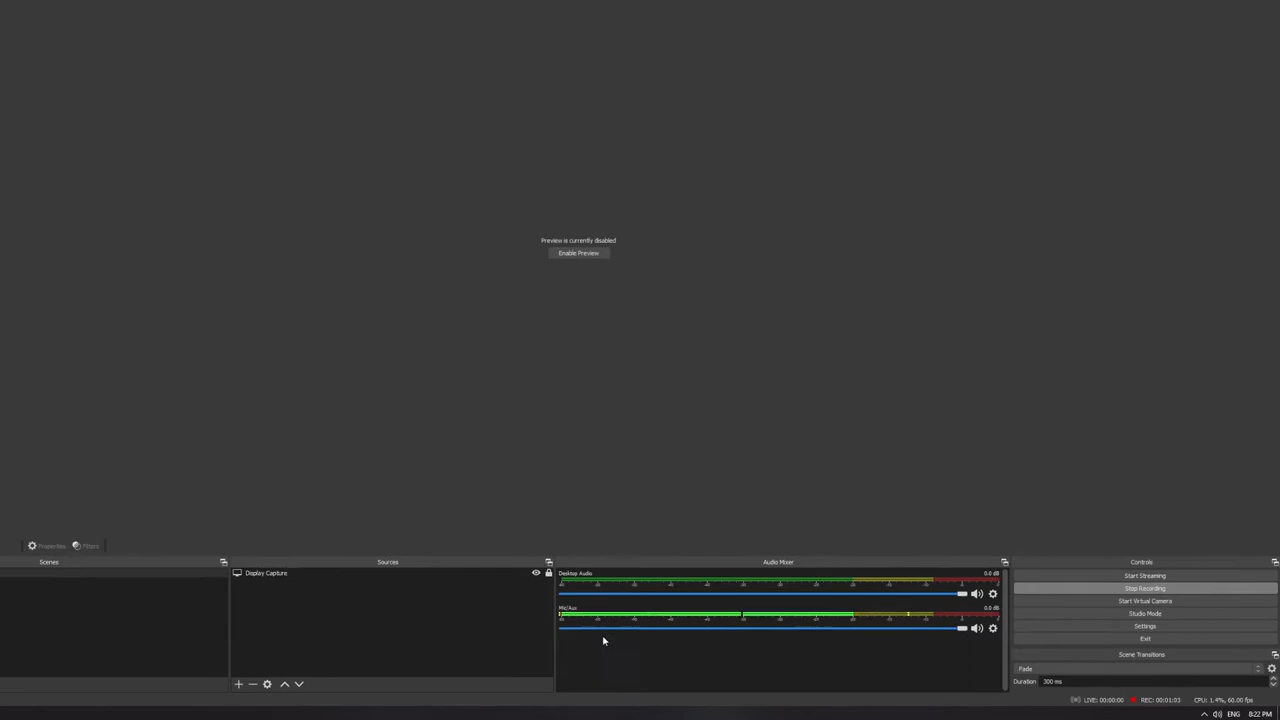 Preview is currently disabled
Enable Preview
Properties Filters
Scenes
Sources
Display Capture
Audio Mixer
Desktop Audio 0.0 dB
Mic/Aux 0.0 dB
Controls
Start Streaming
Stop Recording
Start Virtual Camera
Studio Mode
Settings
Exit
Scene Transitions
Fade
Duration 300 ms
LIVE: 00:00:00 REC: 00:01:03 CPU: 1.4%, 60.00 fps
ENG 8:22 PM